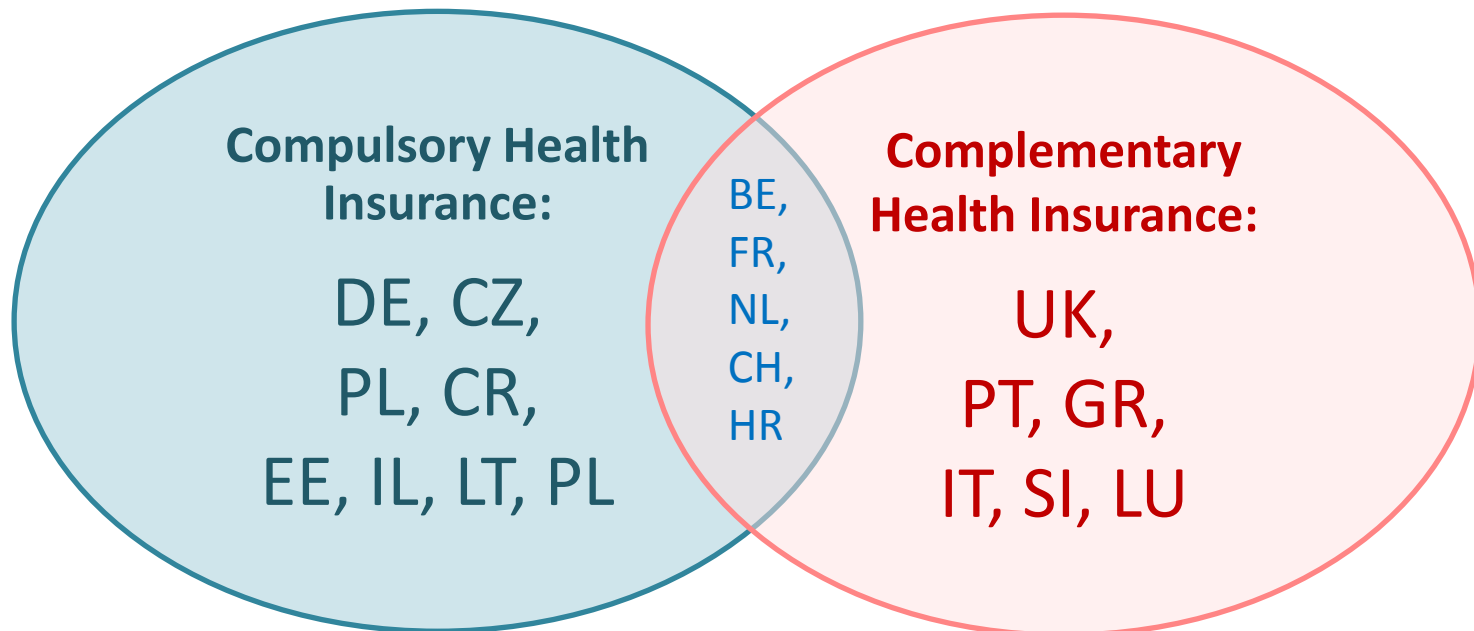 Compulsory Health
Insurance:
DE, CZ,
PL, CR,
EE, IL, LT, PL
BE,
FR,
NL,
CH,
HR
Complementary
Health Insurance:
UK,
PT, GR,
IT, SI, LU